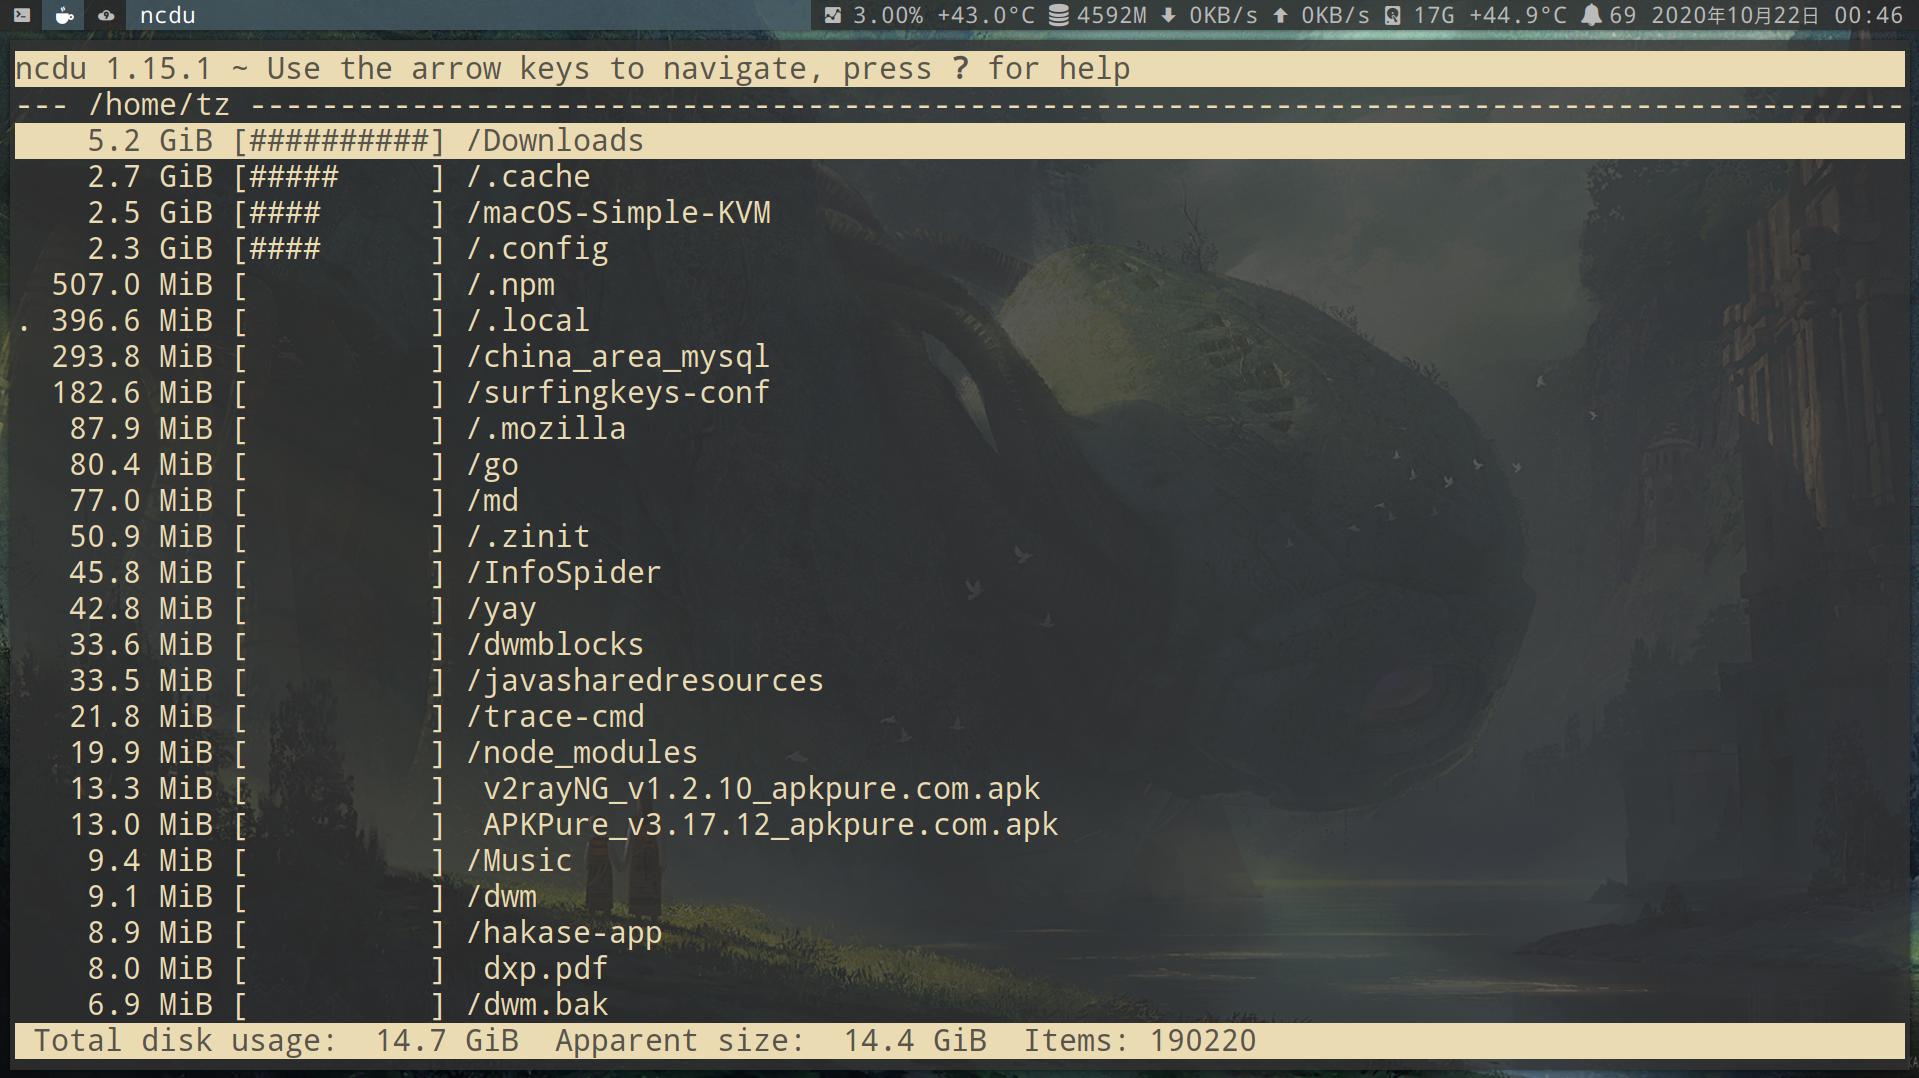 ncdu 3.00% +43.0°C 4592M 0KB/s 0KB/s 17G +44.9°C 69 2020年10月22日 00:46
ncdu 1.15.1 ~ Use the arrow keys to navigate, press ? for help
--- /home/tz --------------------------------------------------------------------------------------------
5.2 GiB [##########] /Downloads
2.7 GiB [#####     ] /.cache
2.5 GiB [####      ] /macOS-Simple-KVM
2.3 GiB [####      ] /.config
507.0 MiB [          ] /.npm
. 396.6 MiB [          ] /.local
293.8 MiB [          ] /china_area_mysql
182.6 MiB [          ] /surfingkeys-conf
87.9 MiB [          ] /.mozilla
80.4 MiB [          ] /go
77.0 MiB [          ] /md
50.9 MiB [          ] /.zinit
45.8 MiB [          ] /InfoSpider
42.8 MiB [          ] /yay
33.6 MiB [          ] /dwmblocks
33.5 MiB [          ] /javasharedresources
21.8 MiB [          ] /trace-cmd
19.9 MiB [          ] /node_modules
13.3 MiB [          ]  v2rayNG_v1.2.10_apkpure.com.apk
13.0 MiB [          ]  APKPure_v3.17.12_apkpure.com.apk
9.4 MiB [          ] /Music
9.1 MiB [          ] /dwm
8.9 MiB [          ] /hakase-app
8.0 MiB [          ]  dxp.pdf
6.9 MiB [          ] /dwm.bak
Total disk usage:  14.7 GiB  Apparent size:  14.4 GiB  Items: 190220